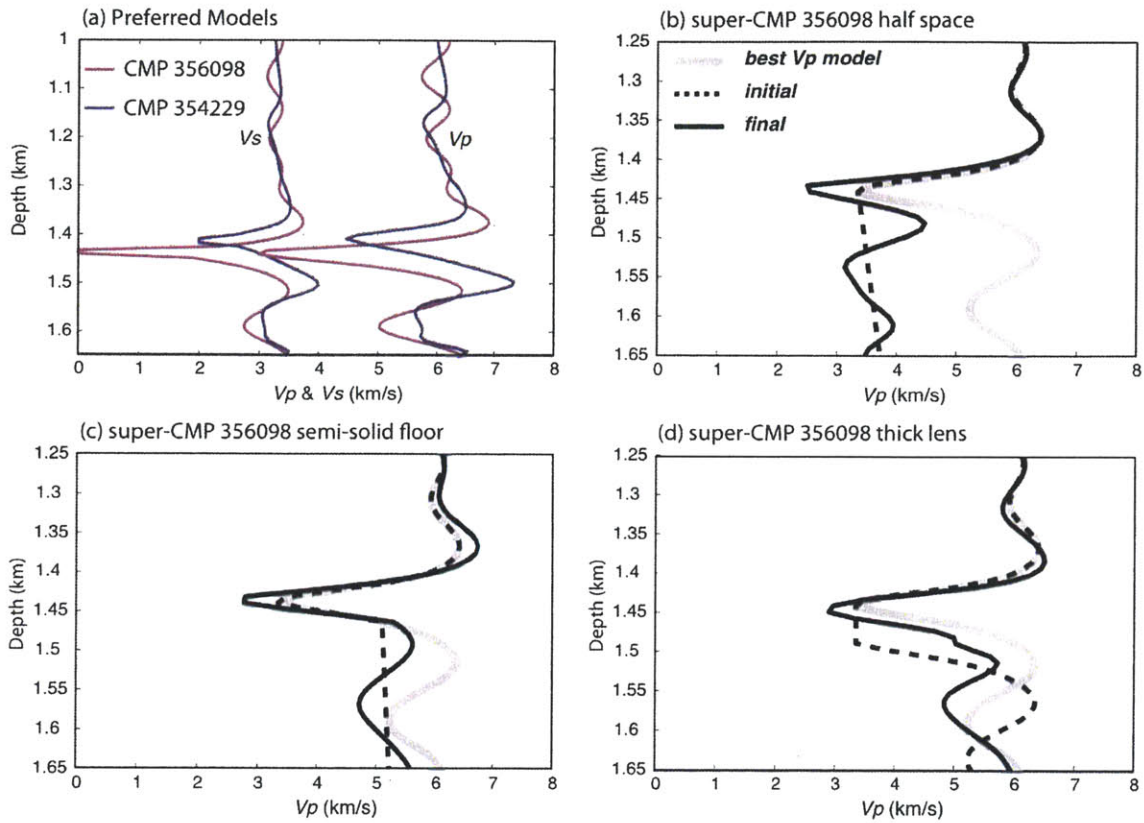 (a) Preferred Models
1
1.1
1.2
1.3
1.4
1.5
1.6
Depth (km)
CMP 356098
CMP 354229
Vs
Vp
0 1 2 3 4 5 6 7 8
Vp & Vs (km/s)
(b) super-CMP 356098 half space
1.25
1.3
1.35
1.4
1.45
1.5
1.55
1.6
1.65
Depth (km)
best Vp model
initial
final
0 1 2 3 4 5 6 7 8
Vp (km/s)
(c) super-CMP 356098 semi-solid floor
1.25
1.3
1.35
1.4
1.45
1.5
1.55
1.6
1.65
Depth (km)
0 1 2 3 4 5 6 7 8
Vp (km/s)
(d) super-CMP 356098 thick lens
1.25
1.3
1.35
1.4
1.45
1.5
1.55
1.6
1.65
Depth (km)
0 1 2 3 4 5 6 7 8
Vp (km/s)